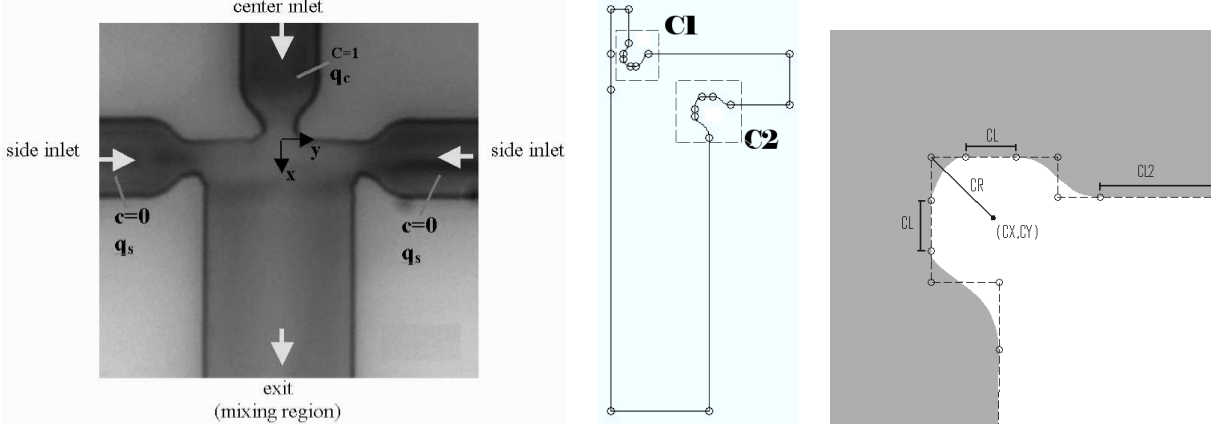 center inlet
C=1
qc
side inlet
side inlet
y
x
c=0
qs
c=0
qs
exit
(mixing region)
C1
C2
CL
CL2
CR
CL
(CX,CY)